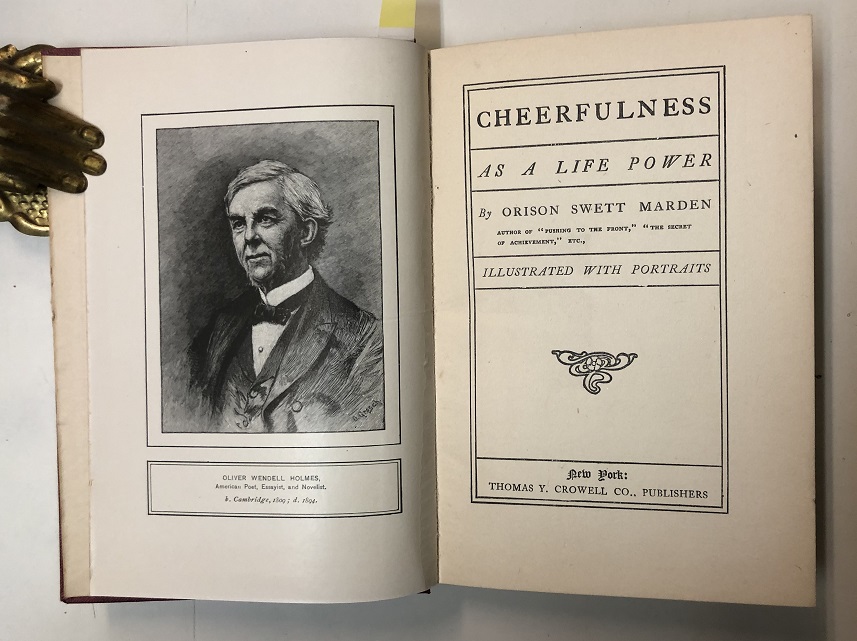 OLIVER WENDELL HOLMES,
American Poet, Essayist, and Novelist.
b. Cambridge, 1809; d. 1894.
CHEERFULNESS
AS A LIFE POWER
By ORISON SWETT MARDEN
AUTHOR OF "PUSHING TO THE FRONT," "THE SECRET
OF ACHIEVEMENT," ETC.,
ILLUSTRATED WITH PORTRAITS
New York:
THOMAS Y. CROWELL CO., PUBLISHERS